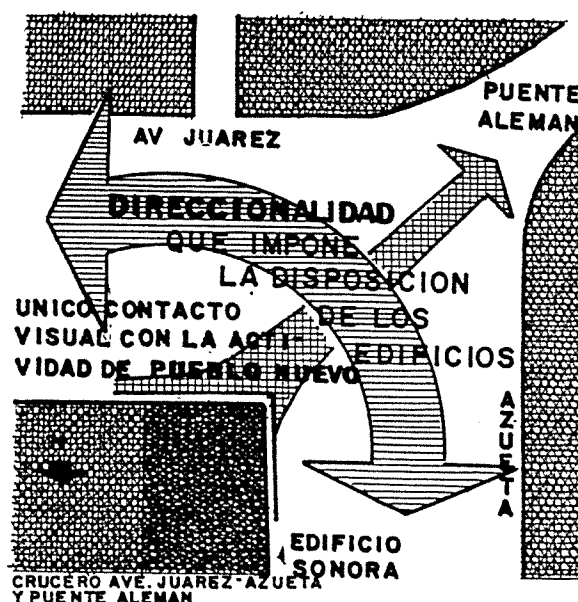 PUENTE
ALEMAN
AV JUAREZ
DIRECCIONALIDAD
QUE IMPONE
LA DISPOSICION
DE LOS
EDIFICIOS
UNICO CONTACTO
VISUAL CON LA ACTI-
VIDAD DE PUEBLO NUEVO
AZUETA
EDIFICIO
SONORA
CRUCERO AVE. JUAREZ-AZUETA
Y PUENTE ALEMAN